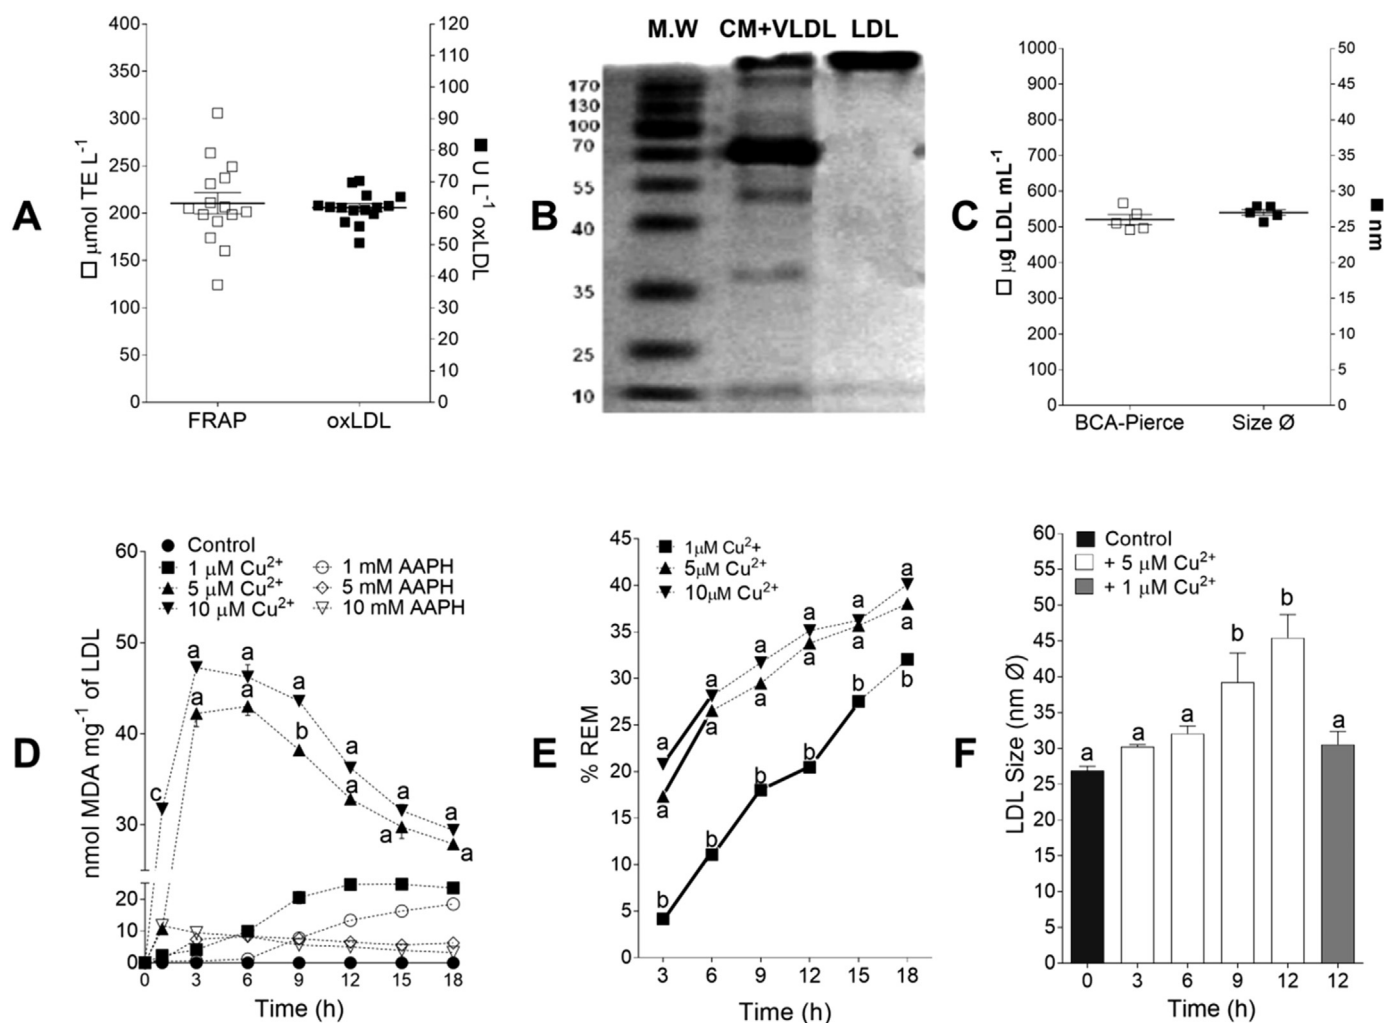 A
400
350
300
250
200
150
100
50
0
□ μmol TE L⁻¹
120
110
100
90
80
70
60
50
40
30
20
10
0
■ U L⁻¹ oxLDL
FRAP oxLDL
B
M.W CM+VLDL LDL
170
130
100
70
55
40
35
25
10
C
1000
900
800
700
600
500
400
300
200
100
0
□ μg LDL mL⁻¹
50
45
40
35
30
25
20
15
10
5
0
■ nm
BCA-Pierce Size Ø
D
Control
1 μM Cu²⁺ 1 mM AAPH
5 μM Cu²⁺ 5 mM AAPH
10 μM Cu²⁺ 10 mM AAPH
60
50
40
30
20
10
0
nmol MDA mg⁻¹ of LDL
c a a a a a a
a a b a a a
0 3 6 9 12 15 18
Time (h)
E
1μM Cu²⁺
5μM Cu²⁺
10μM Cu²⁺
45
40
35
30
25
20
15
10
5
0
% REM
a a a a a a
a a a a a a
b b b b b b
3 6 9 12 15 18
Time (h)
F
Control
+ 5 μM Cu²⁺
+ 1 μM Cu²⁺
60
55
50
45
40
35
30
25
20
15
10
5
0
LDL Size (nm Ø)
a a a b b a
0 3 6 9 12 12
Time (h)